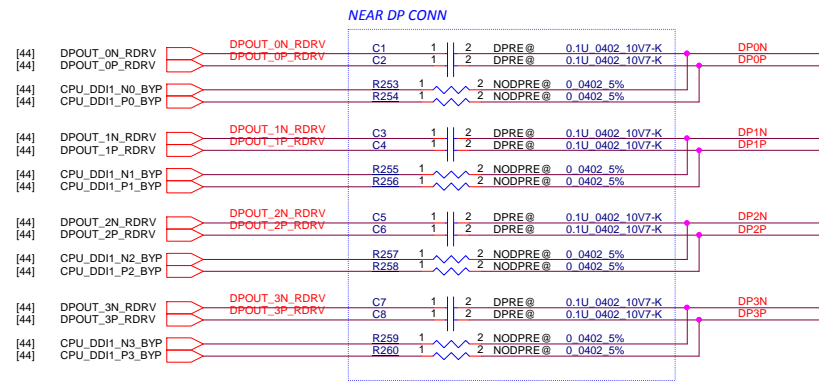 NEAR DP CONN
[44] DPOUT_0N_RDRV DPOUT_0N_RDRV C1 1 2 DPRE@ 0.1U_0402_10V7-K DP0N
[44] DPOUT_0P_RDRV DPOUT_0P_RDRV C2 1 2 DPRE@ 0.1U_0402_10V7-K DP0P
[44] CPU_DDI1_N0_BYP R253 1 2 NODPRE@ 0_0402_5%
[44] CPU_DDI1_P0_BYP R254 1 2 NODPRE@ 0_0402_5%
[44] DPOUT_1N_RDRV DPOUT_1N_RDRV C3 1 2 DPRE@ 0.1U_0402_10V7-K DP1N
[44] DPOUT_1P_RDRV DPOUT_1P_RDRV C4 1 2 DPRE@ 0.1U_0402_10V7-K DP1P
[44] CPU_DDI1_N1_BYP R255 1 2 NODPRE@ 0_0402_5%
[44] CPU_DDI1_P1_BYP R256 1 2 NODPRE@ 0_0402_5%
[44] DPOUT_2N_RDRV DPOUT_2N_RDRV C5 1 2 DPRE@ 0.1U_0402_10V7-K DP2N
[44] DPOUT_2P_RDRV DPOUT_2P_RDRV C6 1 2 DPRE@ 0.1U_0402_10V7-K DP2P
[44] CPU_DDI1_N2_BYP R257 1 2 NODPRE@ 0_0402_5%
[44] CPU_DDI1_P2_BYP R258 1 2 NODPRE@ 0_0402_5%
[44] DPOUT_3N_RDRV DPOUT_3N_RDRV C7 1 2 DPRE@ 0.1U_0402_10V7-K DP3N
[44] DPOUT_3P_RDRV DPOUT_3P_RDRV C8 1 2 DPRE@ 0.1U_0402_10V7-K DP3P
[44] CPU_DDI1_N3_BYP R259 1 2 NODPRE@ 0_0402_5%
[44] CPU_DDI1_P3_BYP R260 1 2 NODPRE@ 0_0402_5%